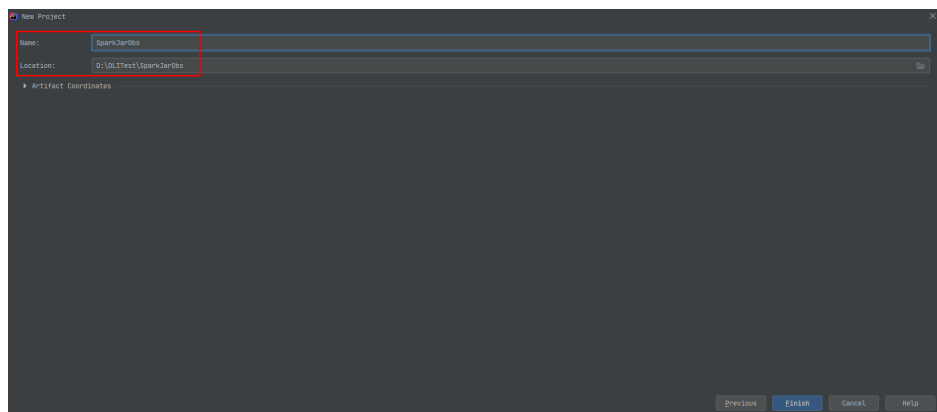 New Project
Name: SparkJarObs
Location: D:\DLITest\SparkJarObs
Artifact Coordinates
Previous Finish Cancel Help